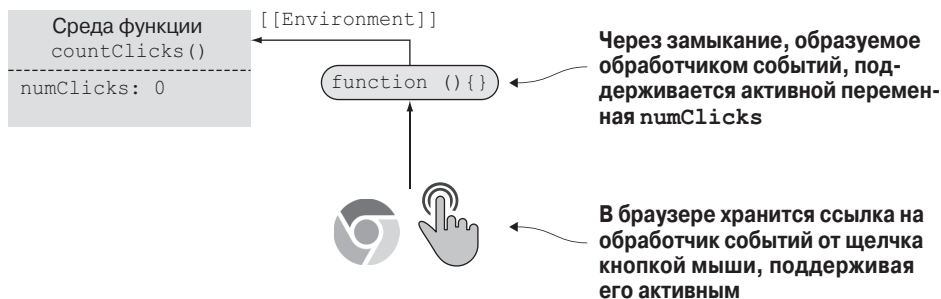 Среда функции
countClicks()
numClicks: 0
[[Environment]]
function (){}
Через замыкание, образуемое
обработчиком событий, под-
держивается активной перемен-
ная numClicks
В браузере хранится ссылка на
обработчик событий от щелчка
кнопкой мыши, поддерживая
его активным